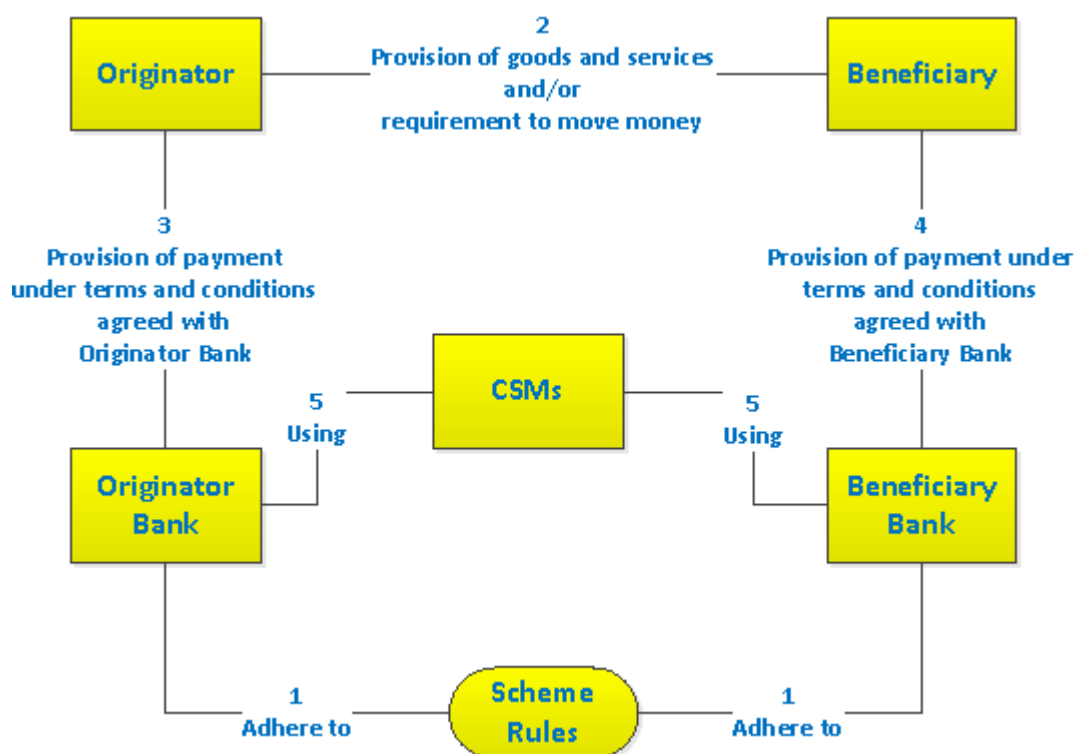 Originator
2
Provision of goods and services
and/or
requirement to move money
Beneficiary
3
Provision of payment
under terms and conditions
agreed with
Originator Bank
4
Provision of payment under
terms and conditions
agreed with
Beneficiary Bank
CSMs
5
Using
5
Using
Originator
Bank
Beneficiary
Bank
1
Adhere to
Scheme
Rules
1
Adhere to